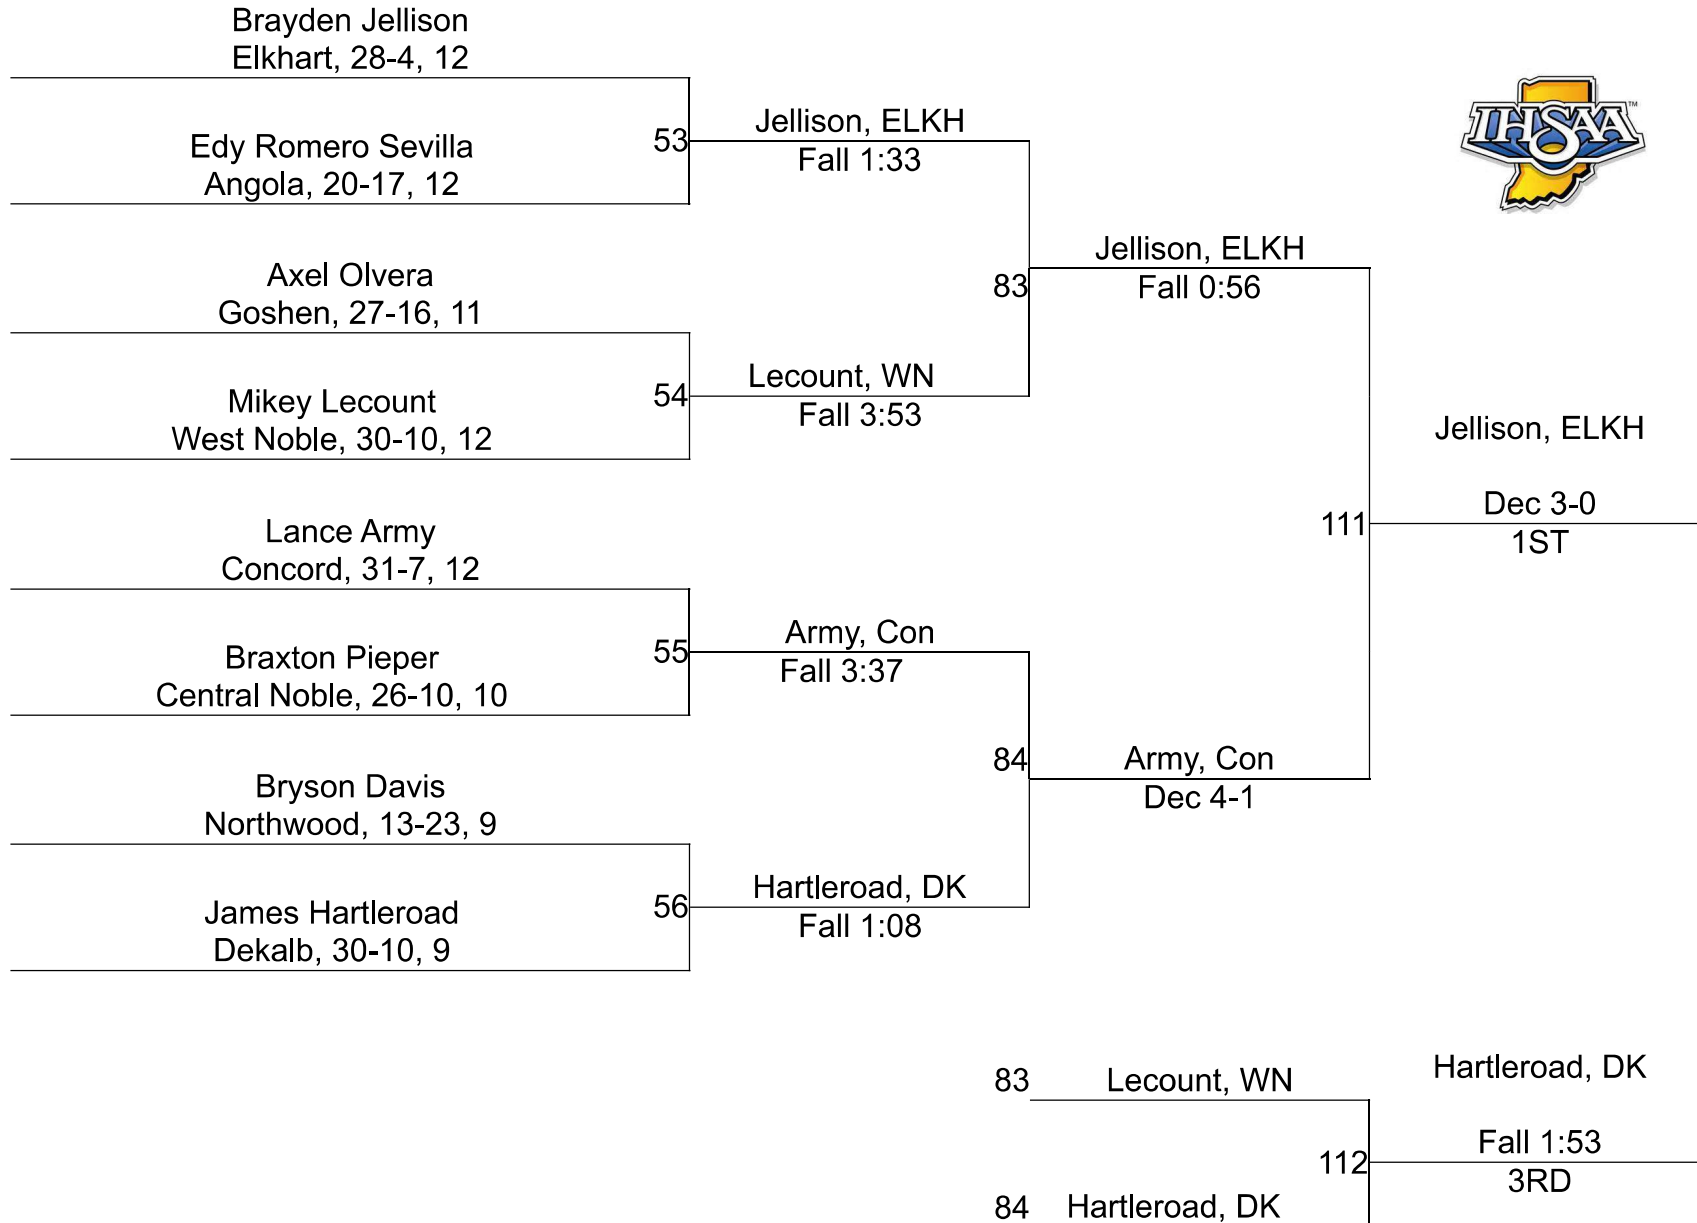 Brayden Jellison
Elkhart, 28-4, 12
Edy Romero Sevilla
Angola, 20-17, 12
53
Jellison, ELKH
Fall 1:33
Axel Olvera
Goshen, 27-16, 11
Mikey Lecount
West Noble, 30-10, 12
54
Lecount, WN
Fall 3:53
83
Jellison, ELKH
Fall 0:56
Lance Army
Concord, 31-7, 12
Braxton Pieper
Central Noble, 26-10, 10
55
Army, Con
Fall 3:37
Bryson Davis
Northwood, 13-23, 9
James Hartleroad
Dekalb, 30-10, 9
56
Hartleroad, DK
Fall 1:08
84
Army, Con
Dec 4-1
111
Jellison, ELKH
Dec 3-0
1ST
IHSAA™
83
Lecount, WN
84
Hartleroad, DK
112
Hartleroad, DK
Fall 1:53
3RD